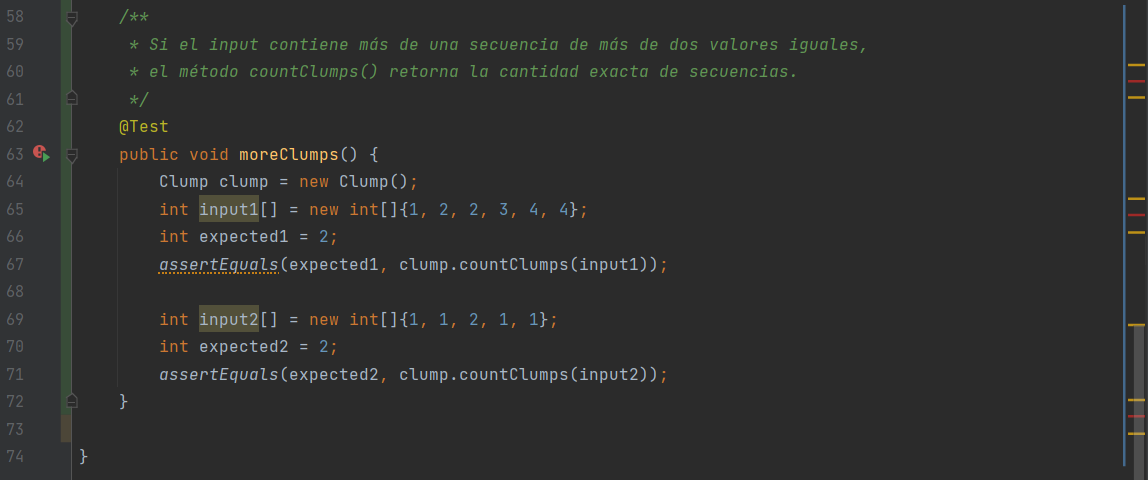 58 /**
59 * Si el input contiene más de una secuencia de más de dos valores iguales,
60 * el método countClumps() retorna la cantidad exacta de secuencias.
61 */
62 @Test
63 public void moreClumps() {
64 Clump clump = new Clump();
65 int input1[] = new int[]{1, 2, 2, 3, 4, 4};
66 int expected1 = 2;
67 assertEquals(expected1, clump.countClumps(input1));
68
69 int input2[] = new int[]{1, 1, 2, 1, 1};
70 int expected2 = 2;
71 assertEquals(expected2, clump.countClumps(input2));
72 }
73
74 }